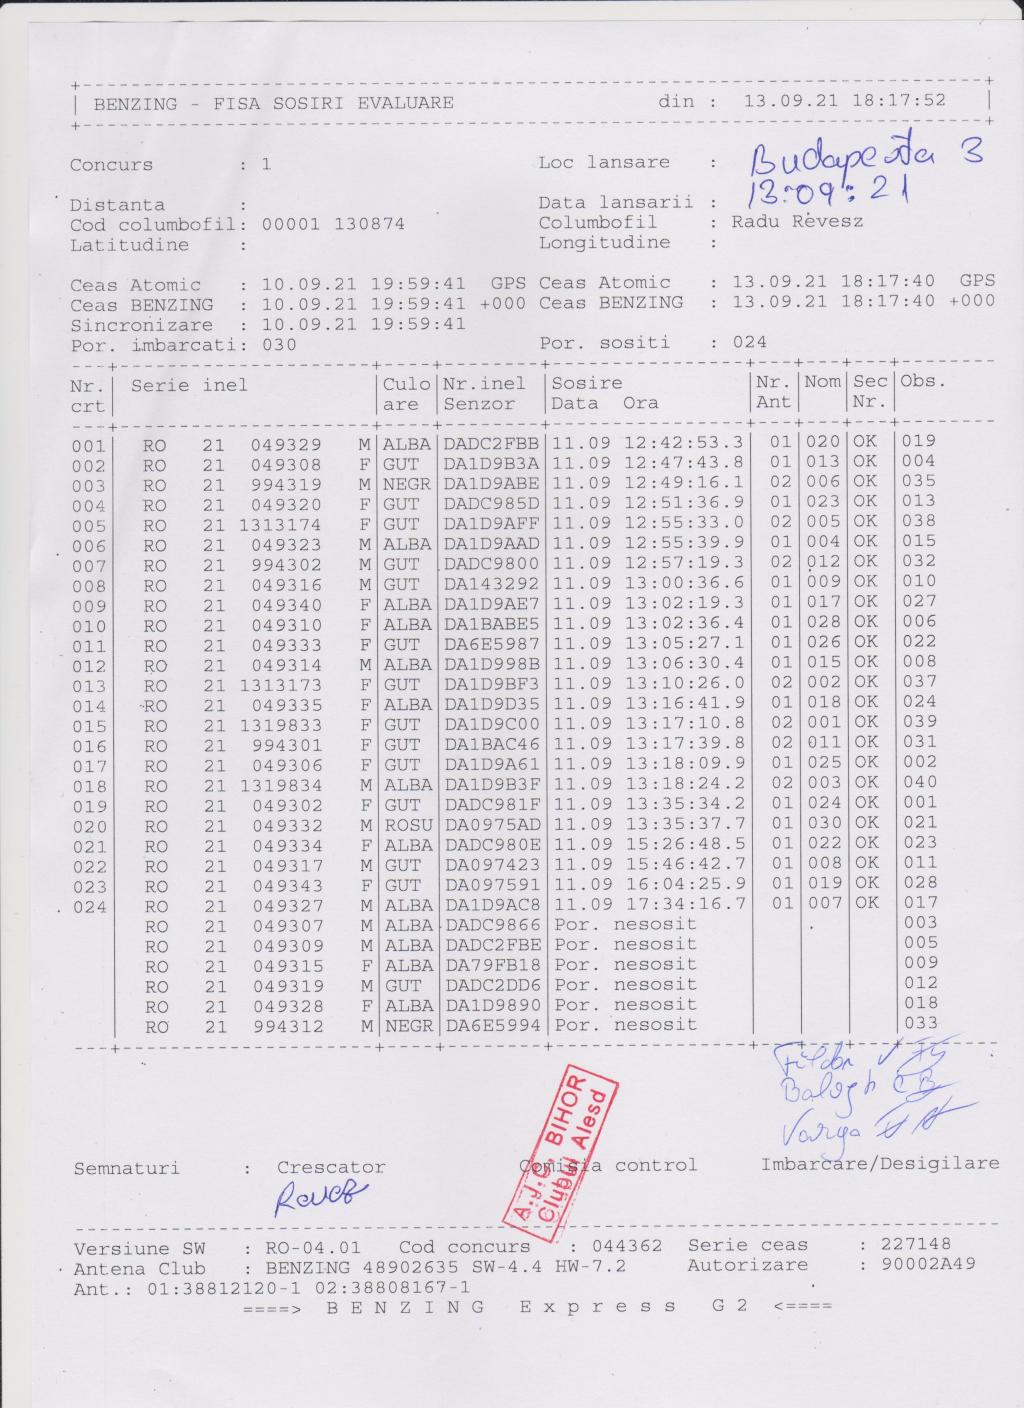 BENZING - FISA SOSIRI EVALUARE din : 13.09.21 18:17:52
Concurs : 1 Loc lansare : Budapesta 3
Distanta : Data lansarii : 13:09:21
Cod columbofil: 00001 130874 Columbofil : Radu Revesz
Latitudine : Longitudine :
Ceas Atomic : 10.09.21 19:59:41 GPS Ceas Atomic : 13.09.21 18:17:40 GPS
Ceas BENZING : 10.09.21 19:59:41 +000 Ceas BENZING : 13.09.21 18:17:40 +000
Sincronizare : 10.09.21 19:59:41
Por. imbarcati: 030 Por. sositi : 024
Nr. Serie inel Culo Nr.inel Sosire Nr. Nom Sec Obs.
crt are Senzor Data Ora Ant Nr.
001 RO 21 049329 M ALBA DADC2FBB 11.09 12:42:53.3 01 020 OK 019
002 RO 21 049308 F GUT DA1D9B3A 11.09 12:47:43.8 01 013 OK 004
003 RO 21 994319 M NEGR DA1D9ABE 11.09 12:49:16.1 02 006 OK 035
004 RO 21 049320 F GUT DADC985D 11.09 12:51:36.9 01 023 OK 013
005 RO 21 1313174 F GUT DA1D9AFF 11.09 12:55:33.0 02 005 OK 038
006 RO 21 049323 M ALBA DA1D9AAD 11.09 12:55:39.9 01 004 OK 015
007 RO 21 994302 M GUT DADC9800 11.09 12:57:19.3 02 012 OK 032
008 RO 21 049316 M GUT DA143292 11.09 13:00:36.6 01 009 OK 010
009 RO 21 049340 F ALBA DA1D9AE7 11.09 13:02:19.3 01 017 OK 027
010 RO 21 049310 F ALBA DA1BABE5 11.09 13:02:36.4 01 028 OK 006
011 RO 21 049333 F GUT DA6E5987 11.09 13:05:27.1 01 026 OK 022
012 RO 21 049314 M ALBA DA1D998B 11.09 13:06:30.4 01 015 OK 008
013 RO 21 1313173 F GUT DA1D9BF3 11.09 13:10:26.0 02 002 OK 037
014 RO 21 049335 F ALBA DA1D9D35 11.09 13:16:41.9 01 018 OK 024
015 RO 21 1319833 F GUT DA1D9C00 11.09 13:17:10.8 02 001 OK 039
016 RO 21 994301 F GUT DA1BAC46 11.09 13:17:39.8 02 011 OK 031
017 RO 21 049306 F GUT DA1D9A61 11.09 13:18:09.9 01 025 OK 002
018 RO 21 1319834 M ALBA DA1D9B3F 11.09 13:18:24.2 02 003 OK 040
019 RO 21 049302 F GUT DADC981F 11.09 13:35:34.2 01 024 OK 001
020 RO 21 049332 M ROSU DA0975AD 11.09 13:35:37.7 01 030 OK 021
021 RO 21 049334 F ALBA DADC980E 11.09 15:26:48.5 01 022 OK 023
022 RO 21 049317 M GUT DA097423 11.09 15:46:42.7 01 008 OK 011
023 RO 21 049343 F GUT DA097591 11.09 16:04:25.9 01 019 OK 028
024 RO 21 049327 M ALBA DA1D9AC8 11.09 17:34:16.7 01 007 OK 017
RO 21 049307 M ALBA DADC9866 Por. nesosit 003
RO 21 049309 M ALBA DADC2FBE Por. nesosit 005
RO 21 049315 F ALBA DA79FB18 Por. nesosit 009
RO 21 049319 M GUT DADC2DD6 Por. nesosit 012
RO 21 049328 F ALBA DA1D9890 Por. nesosit 018
RO 21 994312 M NEGR DA6E5994 Por. nesosit 033
Balogh
Varga
A.J.C. BIHOR
Clubul Alesd
Semnaturi : Crescator Comisia control Imbarcare/Desigilare
Versiune SW : RO-04.01 Cod concurs : 044362 Serie ceas : 227148
Antena Club : BENZING 48902635 SW-4.4 HW-7.2 Autorizare : 90002A49
Ant.: 01:38812120-1 02:38808167-1
====> B E N Z I N G E x p r e s s G 2 <====